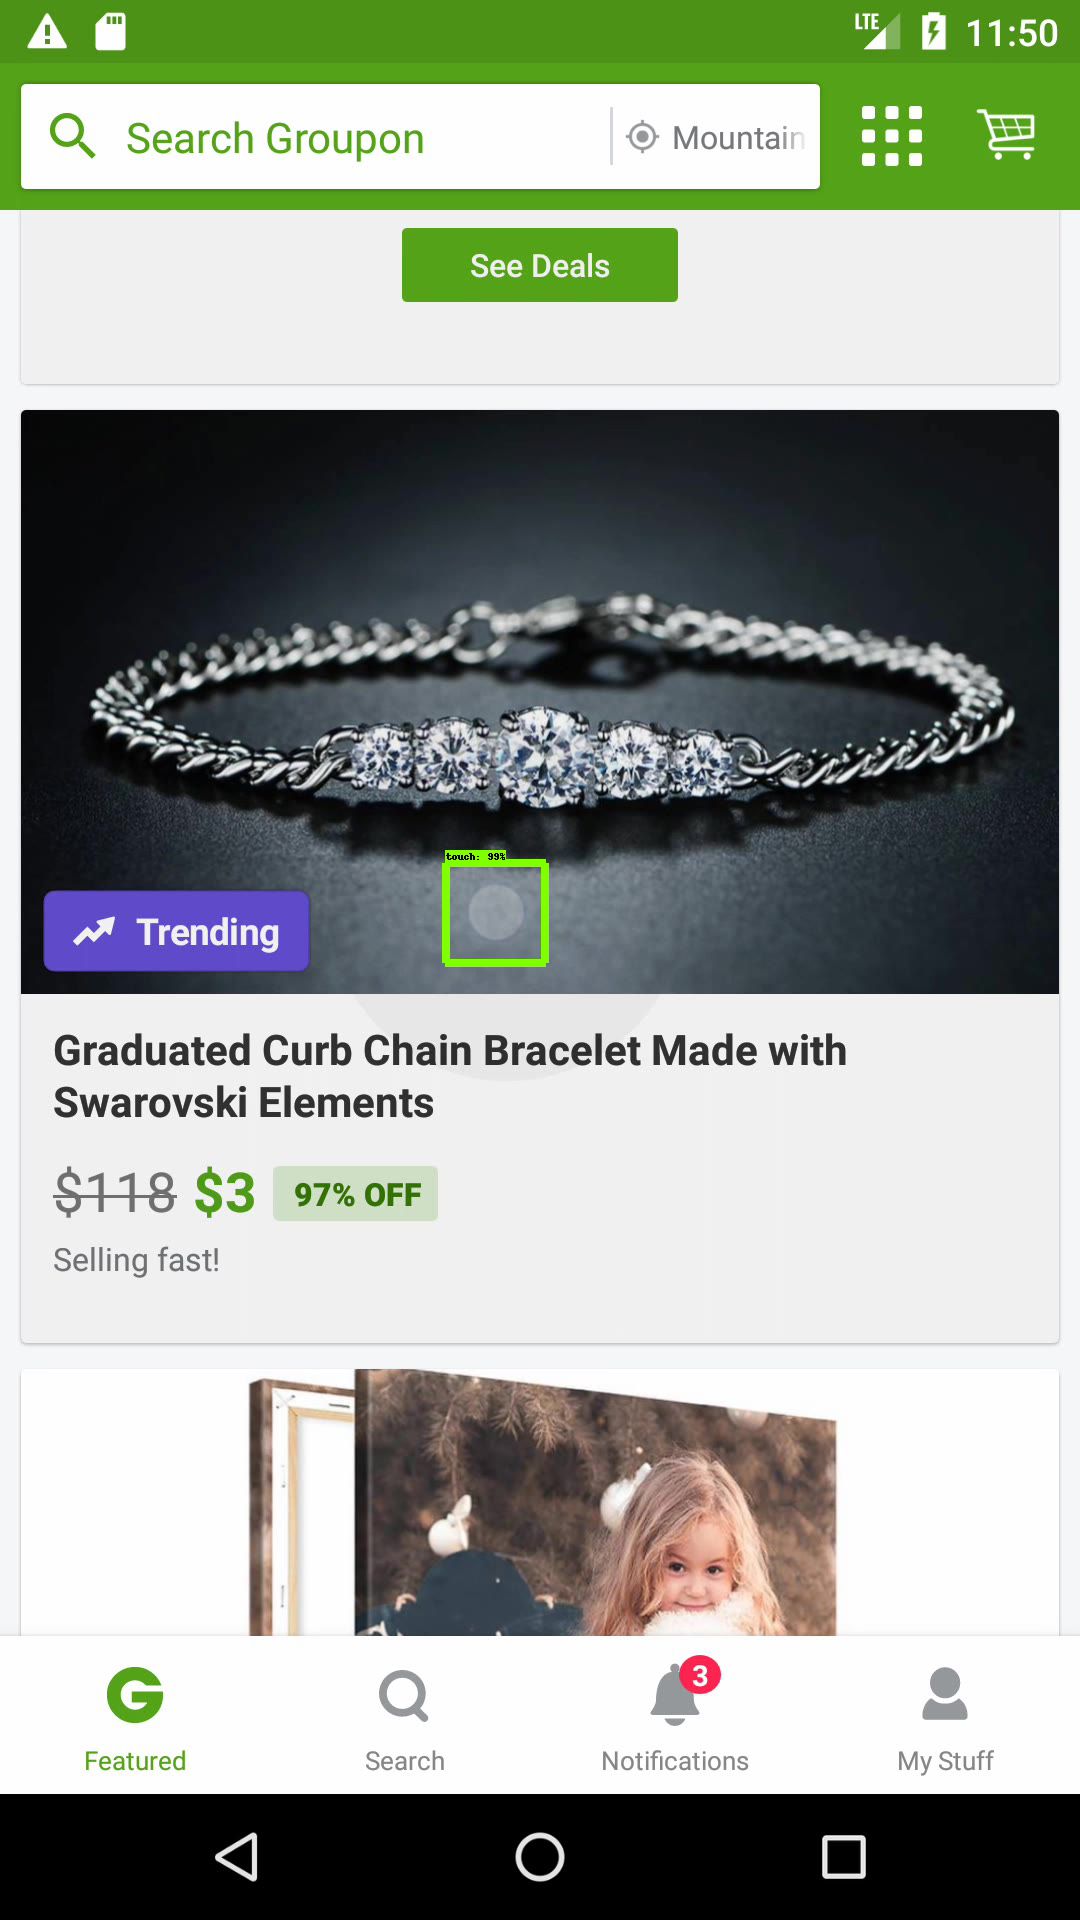 LTE
11:50
Search Groupon
Mountain
See Deals
touch: 99%
Trending
Graduated Curb Chain Bracelet Made with
Swarovski Elements
$118 $3 97% OFF
Selling fast!
3
Featured
Search
Notifications
My Stuff